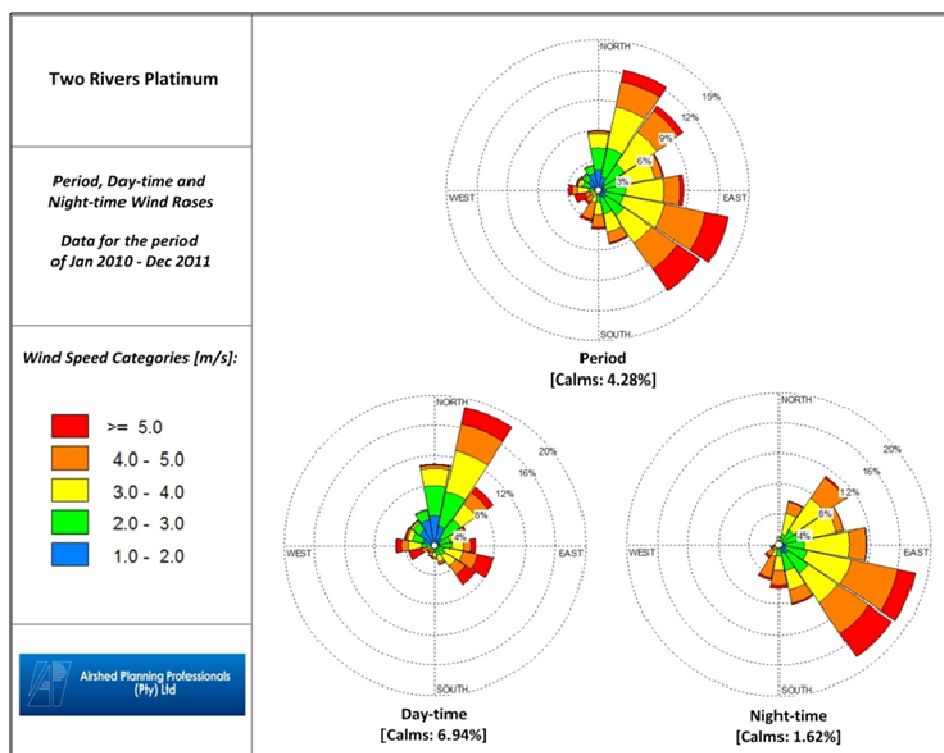 Two Rivers Platinum
Period, Day-time and
Night-time Wind Roses
Data for the period
of Jan 2010 - Dec 2011
Wind Speed Categories [m/s]:
>= 5.0
4.0 - 5.0
3.0 - 4.0
2.0 - 3.0
1.0 - 2.0
Airshed Planning Professionals
(Pty) Ltd
NORTH
15%
12%
9%
6%
3%
WEST
EAST
SOUTH
Period
[Calms: 4.28%]
NORTH
20%
16%
12%
8%
4%
WEST
EAST
SOUTH
Day-time
[Calms: 6.94%]
NORTH
20%
16%
12%
8%
4%
WEST
EAST
SOUTH
Night-time
[Calms: 1.62%]